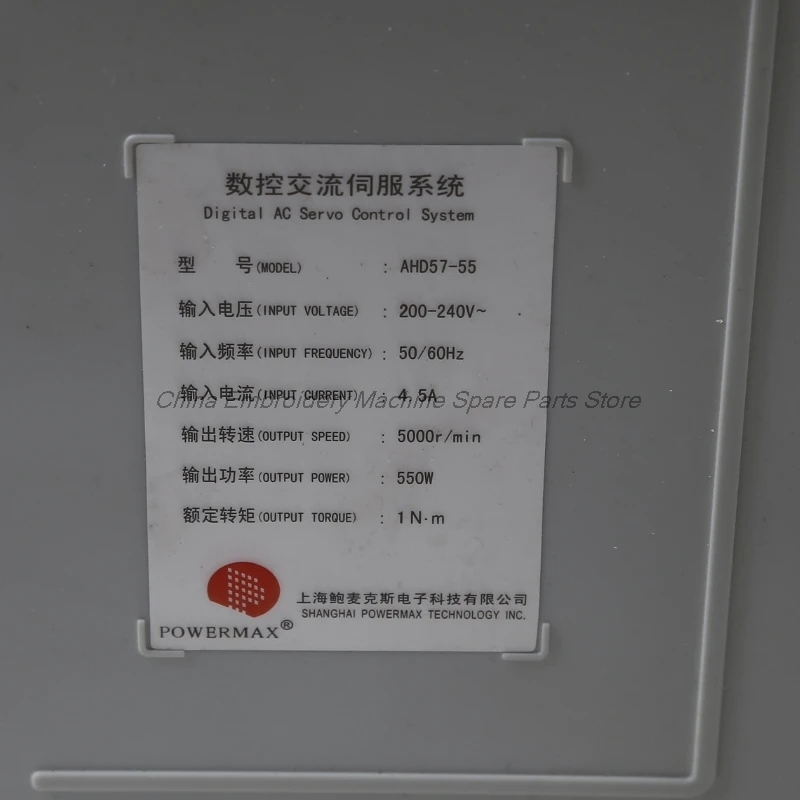 数控交流伺服系统
Digital AC Servo Control System
型 号(MODEL) : AHD57-55
输入电压(INPUT VOLTAGE) : 200-240V~
输入频率(INPUT FREQUENCY) : 50/60Hz
输入电流(INPUT CURRENT) : 4.5A
China Embroidery Machine Spare Parts Store
输出转速(OUTPUT SPEED) : 5000r/min
输出功率(OUTPUT POWER) : 550W
额定转矩(OUTPUT TORQUE) : 1N·m
上海鲍麦克斯电子科技有限公司
SHANGHAI POWERMAX TECHNOLOGY INC.
POWERMAX®